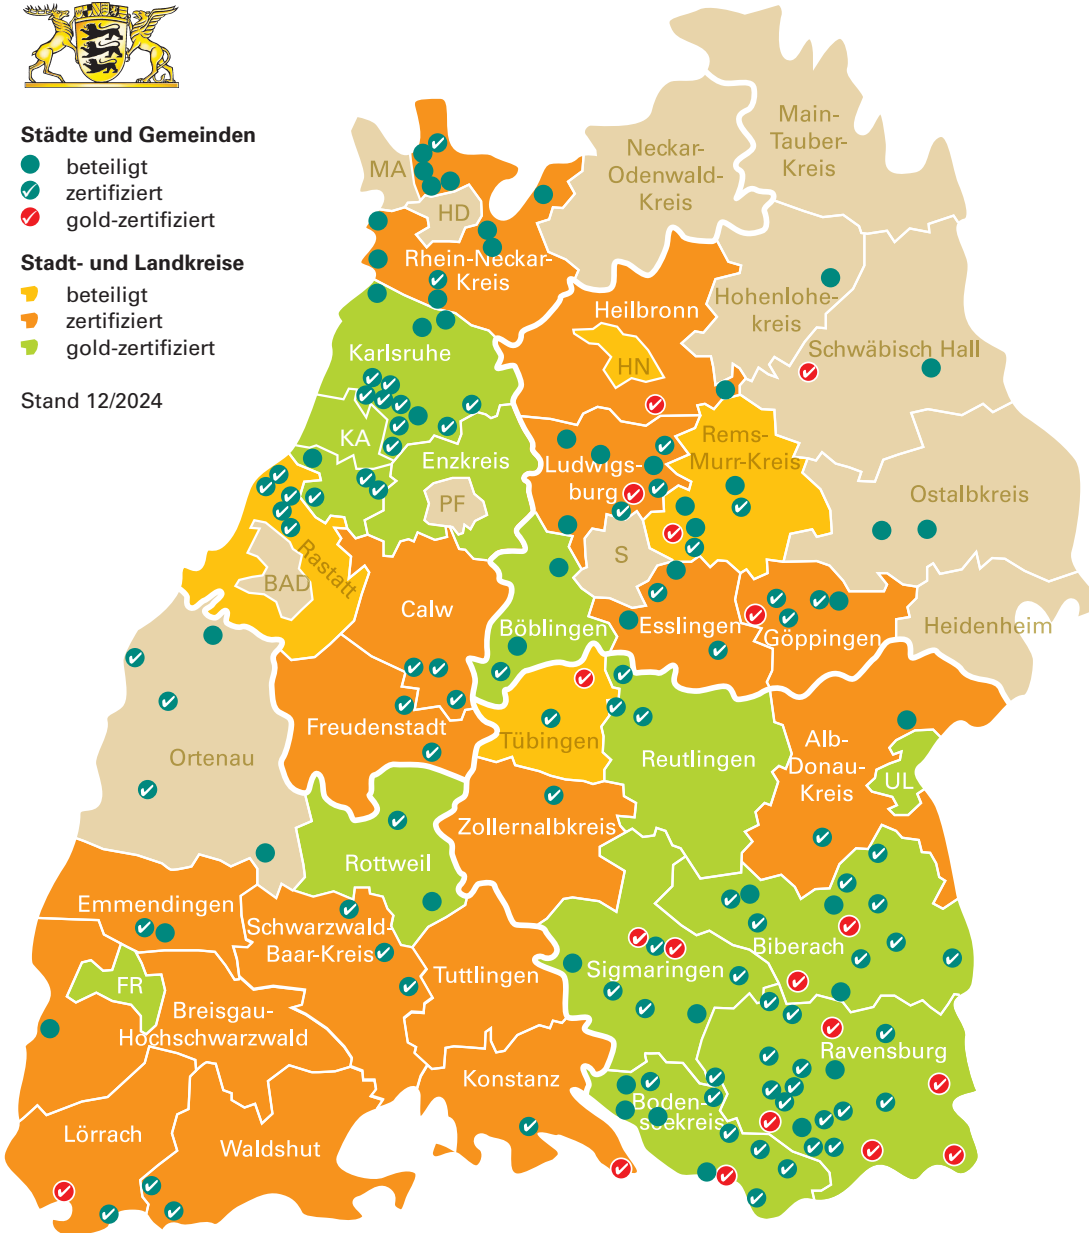 Städte und Gemeinden
beteiligt
zertifiziert
gold-zertifiziert
Stadt- und Landkreise
beteiligt
zertifiziert
gold-zertifiziert
Stand 12/2024
Main-
Tauber-
Kreis
Neckar-
Odenwald-
Kreis
MA
HD
Rhein-Neckar-
Kreis
Hohenlohe-
kreis
Heilbronn
Schwäbisch Hall
Karlsruhe
HN
KA
Enzkreis
Rems-
Murr-Kreis
Ludwigs-
burg
PF
Ostalbkreis
Rastatt
BAD
S
Calw
Böblingen
Esslingen
Göppingen
Heidenheim
Freudenstadt
Tübingen
Reutlingen
Alb-
Donau-
Kreis
UL
Ortenau
Zollernalbkreis
Rottweil
Emmendingen
Schwarzwald-
Baar-Kreis
Tuttlingen
Sigmaringen
Biberach
FR
Breisgau-
Hochschwarzwald
Ravensburg
Konstanz
Boden-
seekreis
Lörrach
Waldshut